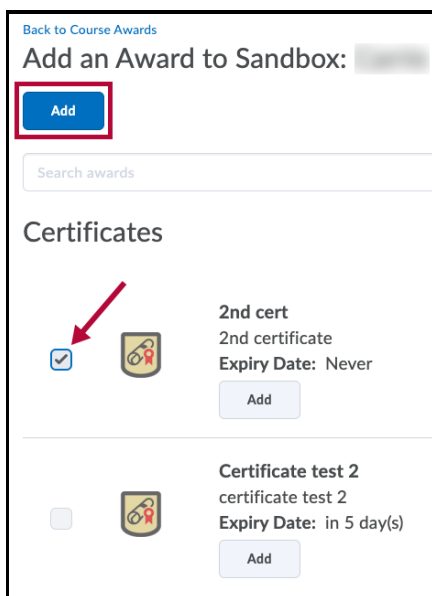 Back to Course Awards
Add an Award to Sandbox:
Add
Search awards
Certificates
2nd cert
2nd certificate
Expiry Date: Never
Add
Certificate test 2
certificate test 2
Expiry Date: in 5 day(s)
Add